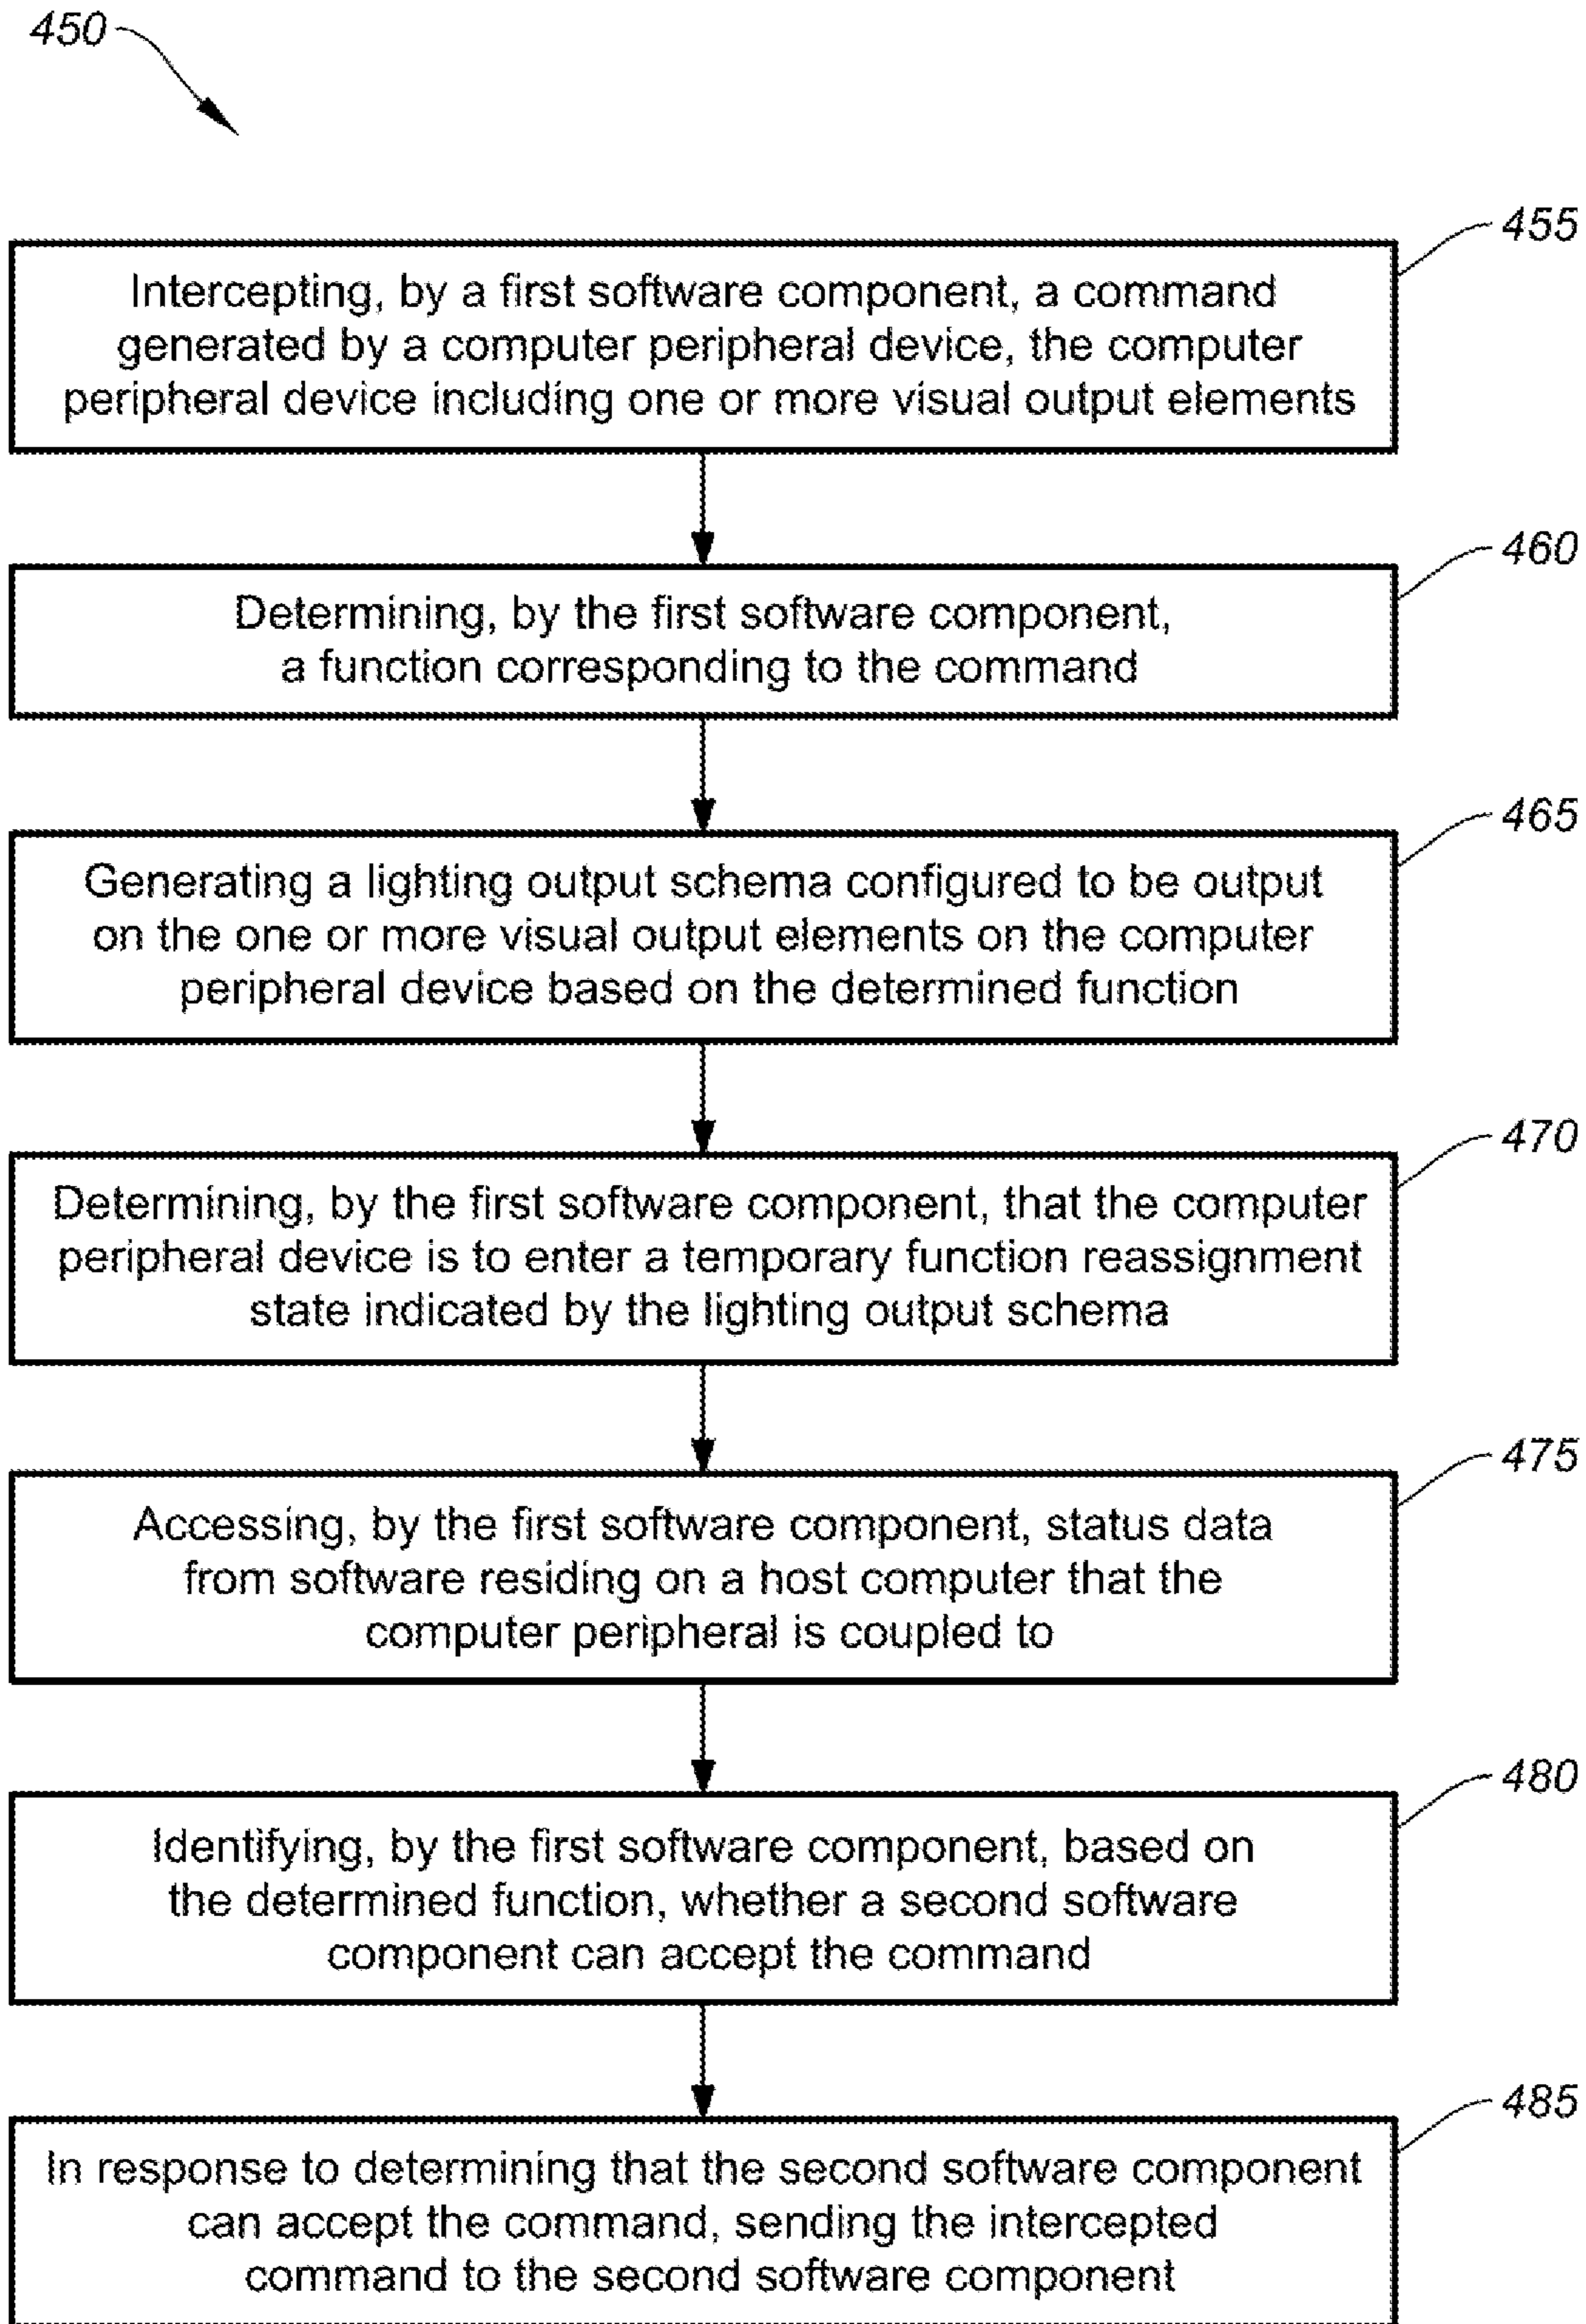 450
455
Intercepting, by a first software component, a command
generated by a computer peripheral device, the computer
peripheral device including one or more visual output elements
460
Determining, by the first software component,
a function corresponding to the command
465
Generating a lighting output schema configured to be output
on the one or more visual output elements on the computer
peripheral device based on the determined function
470
Determining, by the first software component, that the computer
peripheral device is to enter a temporary function reassignment
state indicated by the lighting output schema
475
Accessing, by the first software component, status data
from software residing on a host computer that the
computer peripheral is coupled to
480
Identifying, by the first software component, based on
the determined function, whether a second software
component can accept the command
485
In response to determining that the second software component
can accept the command, sending the intercepted
command to the second software component